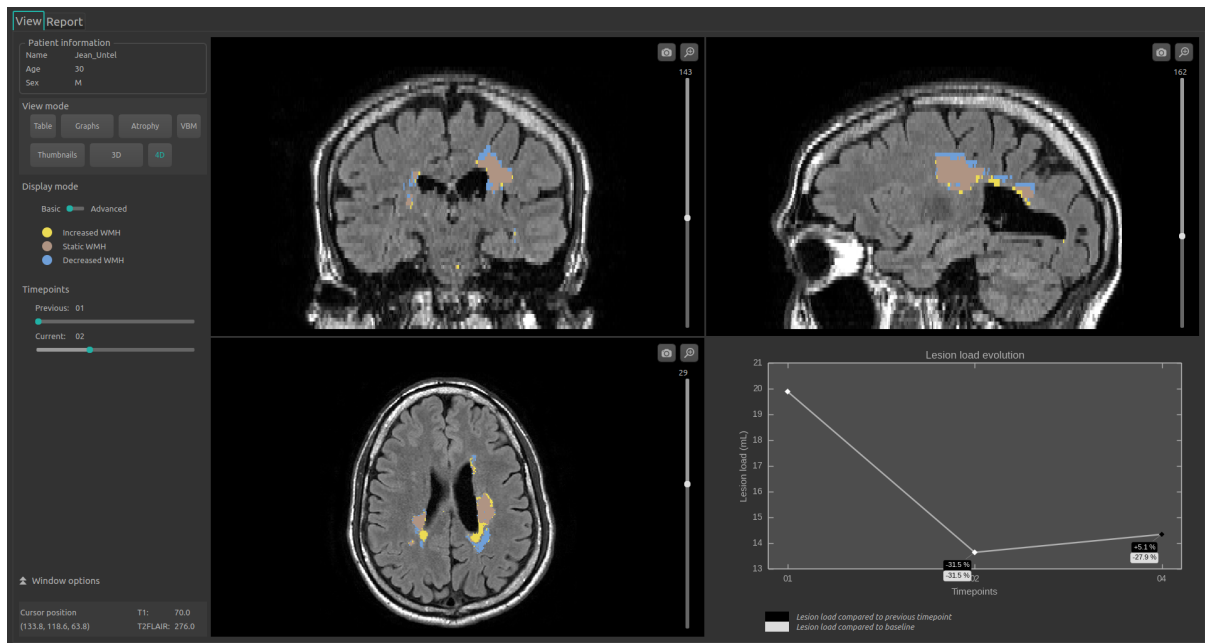 View Report
Patient information
Name Jean_Untel
Age 30
Sex M
View mode
Table Graphs Atrophy VBM
Thumbnails 3D 4D
Display mode
Basic Advanced
Increased WMH
Static WMH
Decreased WMH
Timepoints
Previous: 01
Current: 02
Window options
Cursor position T1: 70.0
(133.8, 118.6, 63.8) T2FLAIR: 276.0
143
162
29
Lesion load evolution
21
20
19
18
17
16
15
14
13
Lesion load (mL)
-31.5 %
-31.5 %
+5.1 %
-27.9 %
01 02 04
Timepoints
Lesion load compared to previous timepoint
Lesion load compared to baseline